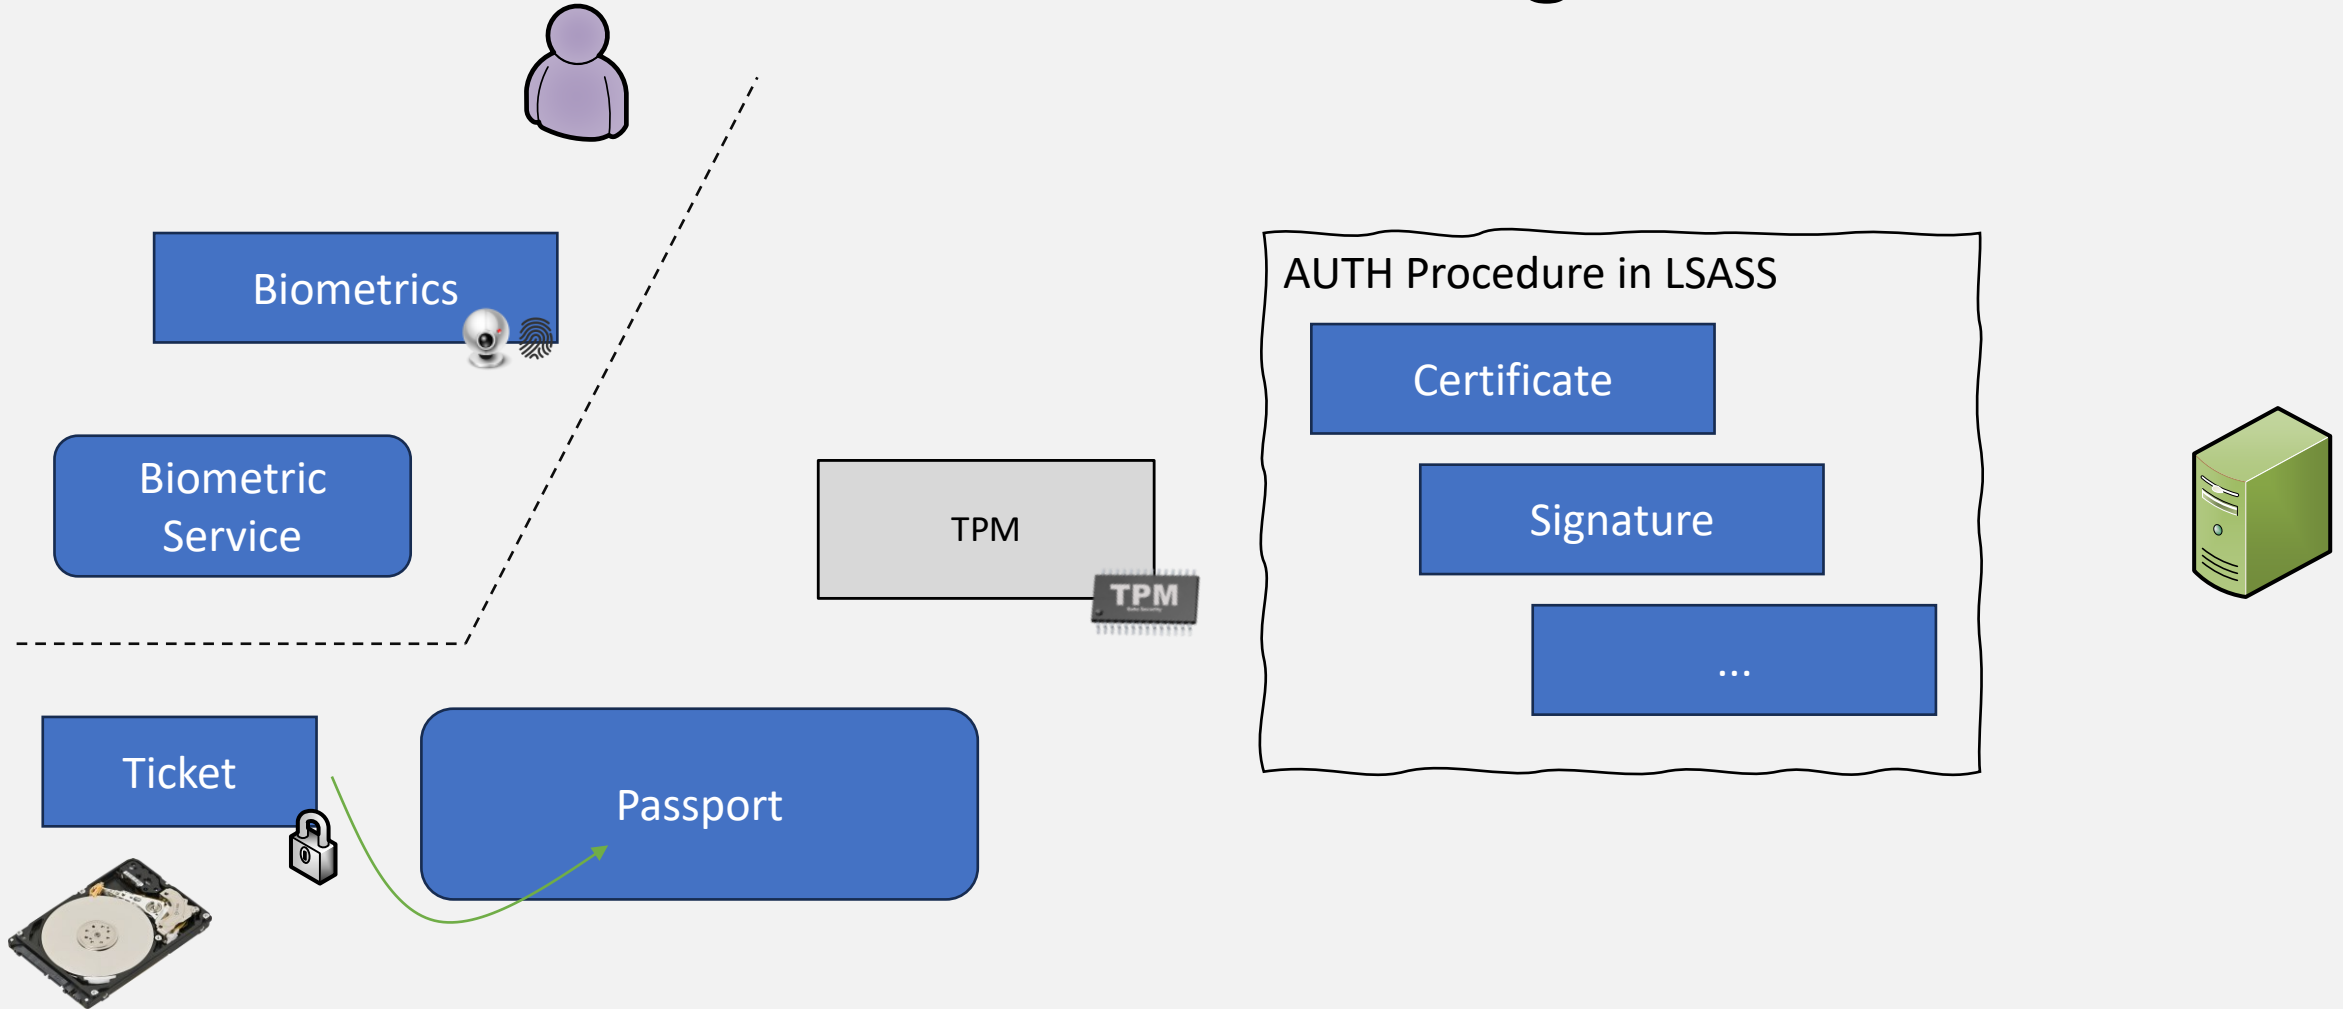 Biometrics
Biometric
Service
Ticket
Passport
TPM
TPM
AUTH Procedure in LSASS
Certificate
Signature
...